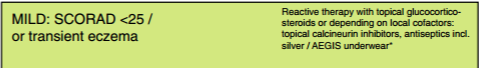 MILD: SCORAD <25 /
or transient eczema
Reactive therapy with topical glucocortico-
steroids or depending on local cofactors:
topical calcineurin inhibitors, antiseptics incl.
silver / AEGIS underwear*